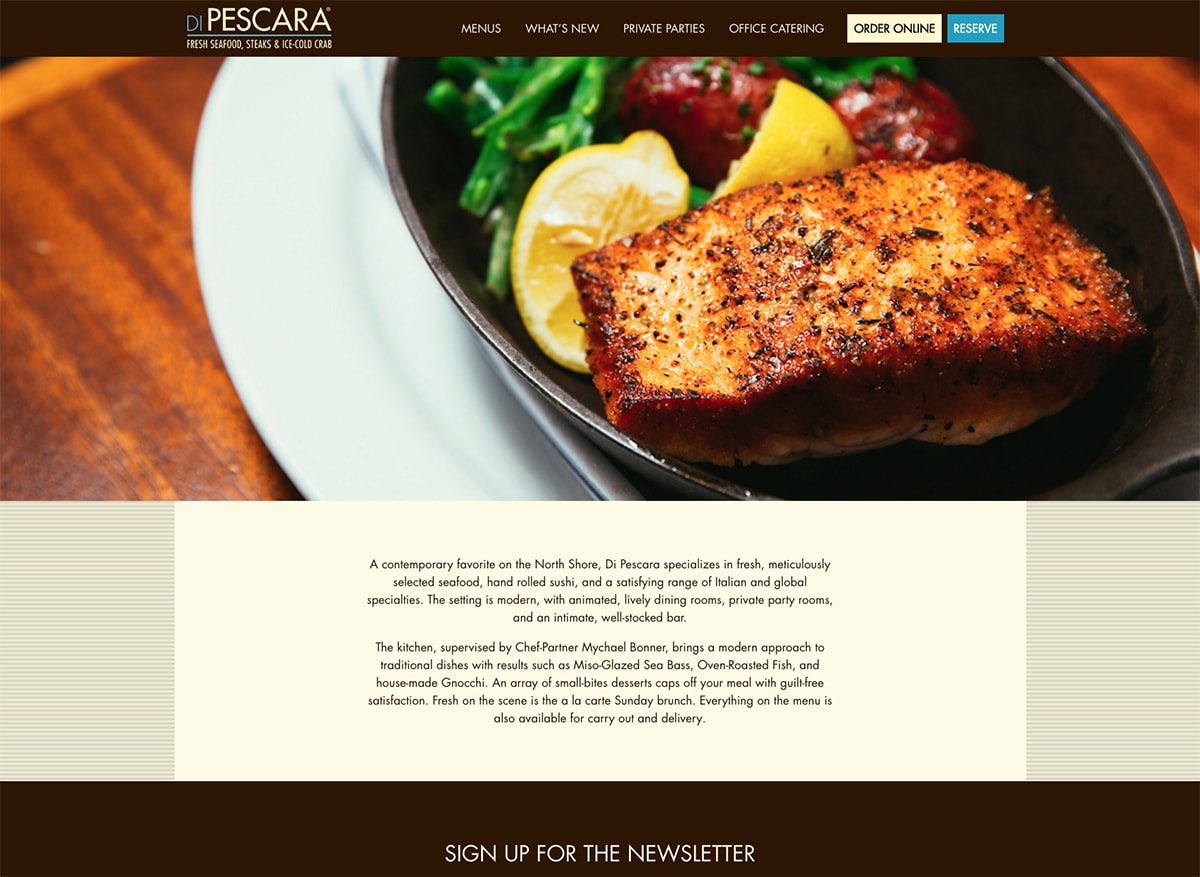 DI PESCARA®
FRESH SEAFOOD, STEAKS & ICE-COLD CRAB
MENUS
WHAT'S NEW
PRIVATE PARTIES
OFFICE CATERING
ORDER ONLINE
RESERVE
A contemporary favorite on the North Shore, Di Pescara specializes in fresh, meticulously
selected seafood, hand rolled sushi, and a satisfying range of Italian and global
specialties. The setting is modern, with animated, lively dining rooms, private party rooms,
and an intimate, well-stocked bar.
The kitchen, supervised by Chef-Partner Mychael Bonner, brings a modern approach to
traditional dishes with results such as Miso-Glazed Sea Bass, Oven-Roasted Fish, and
house-made Gnocchi. An array of small-bites desserts caps off your meal with guilt-free
satisfaction. Fresh on the scene is the a la carte Sunday brunch. Everything on the menu is
also available for carry out and delivery.
SIGN UP FOR THE NEWSLETTER